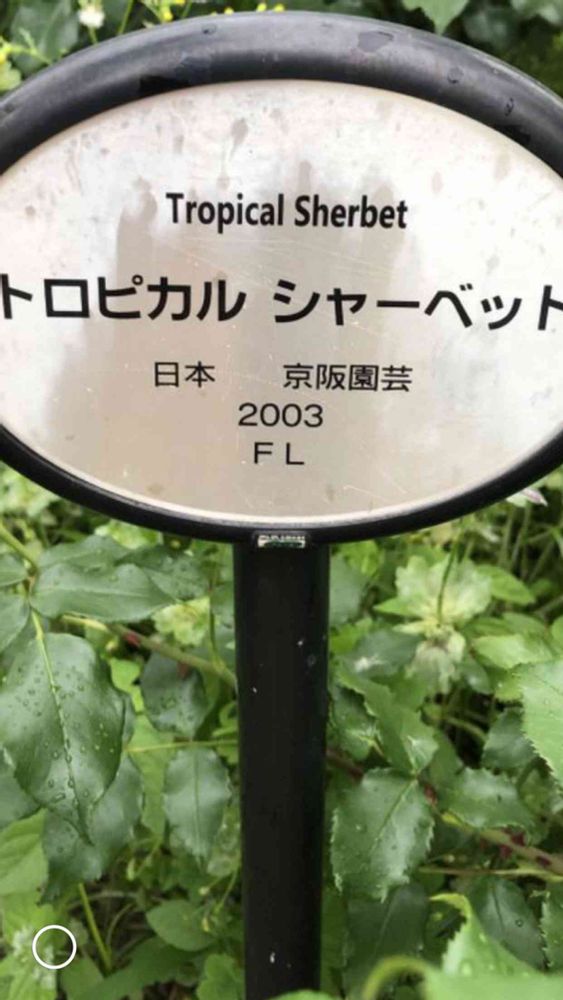 Tropical Sherbet
トロピカル シャーベット
日本 京阪園芸
2003
F L